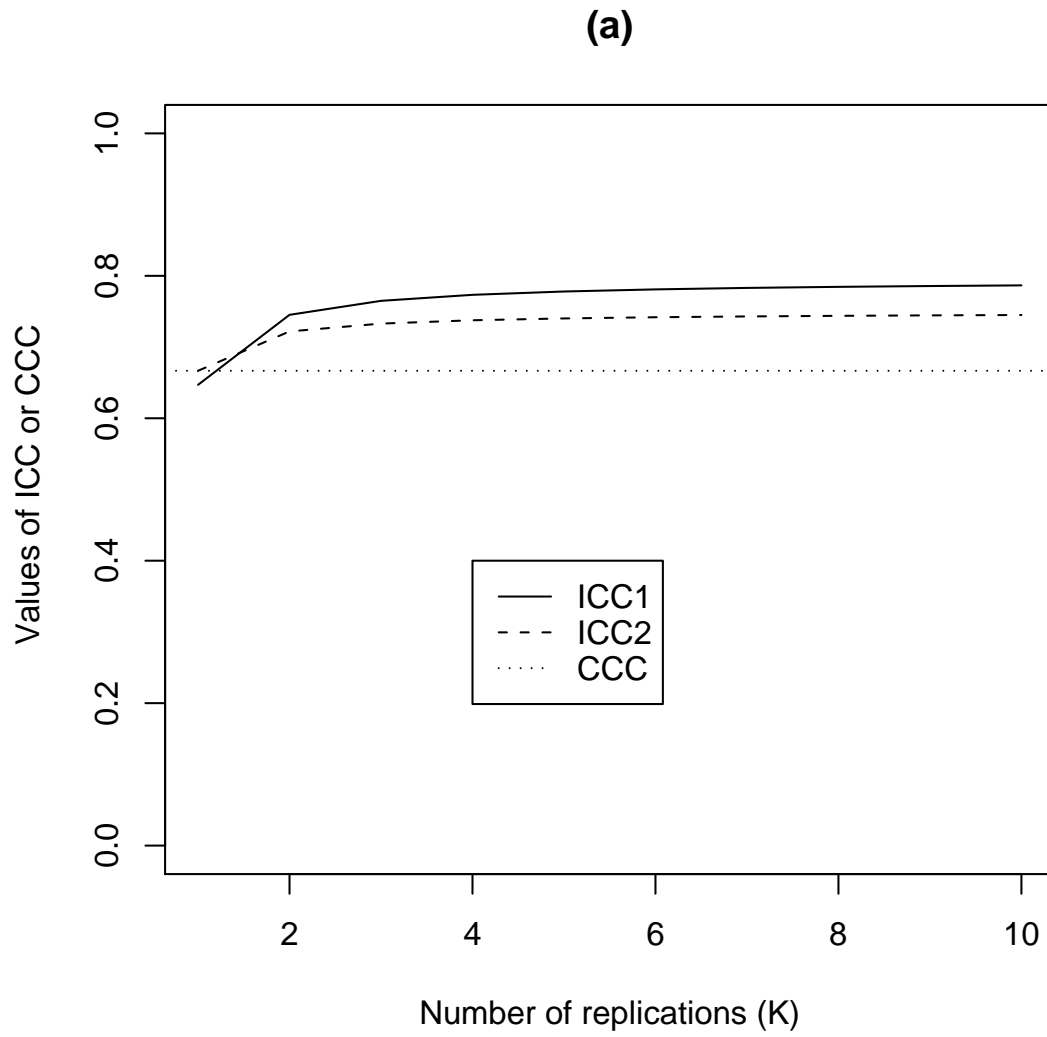 (a)
Values of ICC or CCC
1.0
0.8
0.6
0.4
0.2
0.0
ICC1
ICC2
CCC
2 4 6 8 10
Number of replications (K)